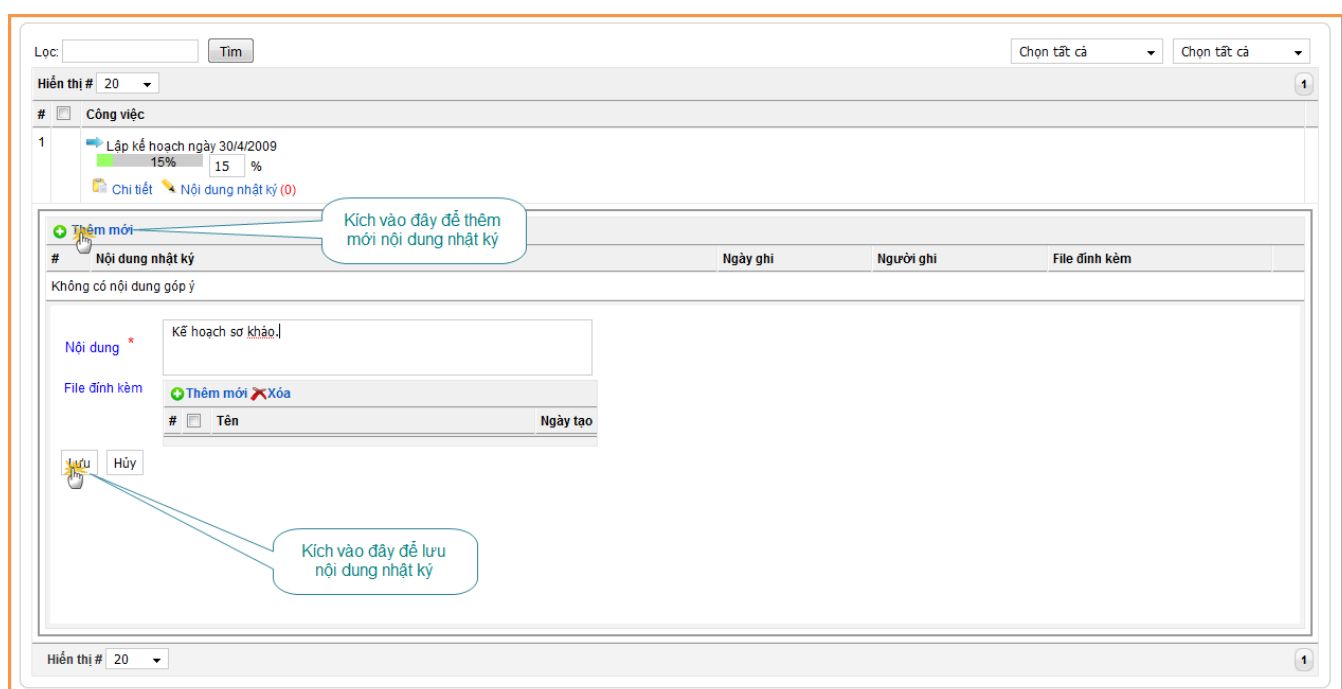 Lọc: Tìm Chọn tất cả Chọn tất cả
Hiển thị # 20 1
# Công việc
1 Lập kế hoạch ngày 30/4/2009
15% 15 %
Chi tiết Nội dung nhật ký (0)
Kích vào đây để thêm
mới nội dung nhật ký
Thêm mới
# Nội dung nhật ký Ngày ghi Người ghi File đính kèm
Không có nội dung góp ý
Nội dung * Kế hoạch sơ khảo.
File đính kèm Thêm mới Xóa
# Tên Ngày tạo
Lưu Hủy
Kích vào đây để lưu
nội dung nhật ký
Hiển thị # 20 1